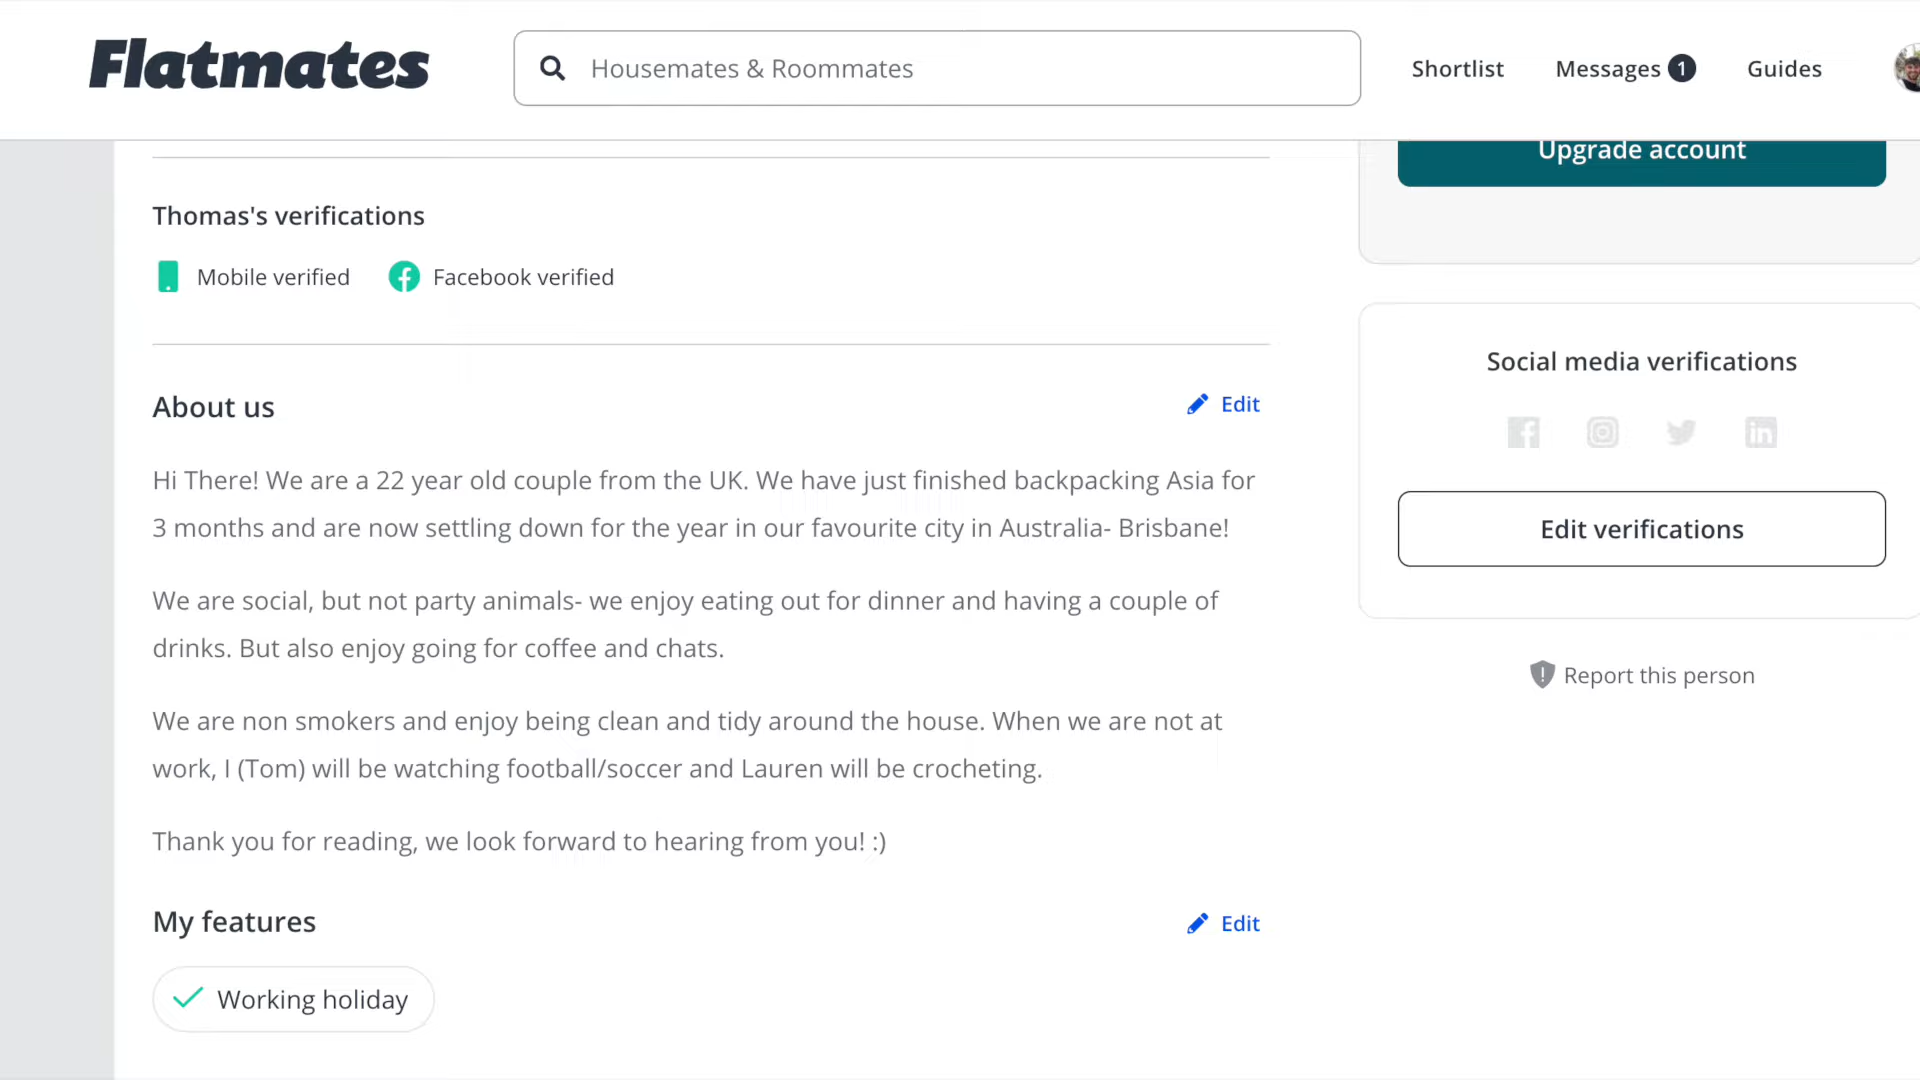 Flatmates
Housemates & Roommates
Shortlist
Messages 1
Guides
Upgrade account
Thomas's verifications
Mobile verified
Facebook verified
About us
Edit
Hi There! We are a 22 year old couple from the UK. We have just finished backpacking Asia for
3 months and are now settling down for the year in our favourite city in Australia- Brisbane!
We are social, but not party animals- we enjoy eating out for dinner and having a couple of
drinks. But also enjoy going for coffee and chats.
We are non smokers and enjoy being clean and tidy around the house. When we are not at
work, I (Tom) will be watching football/soccer and Lauren will be crocheting.
Thank you for reading, we look forward to hearing from you! :)
My features
Edit
Working holiday
Social media verifications
Edit verifications
Report this person